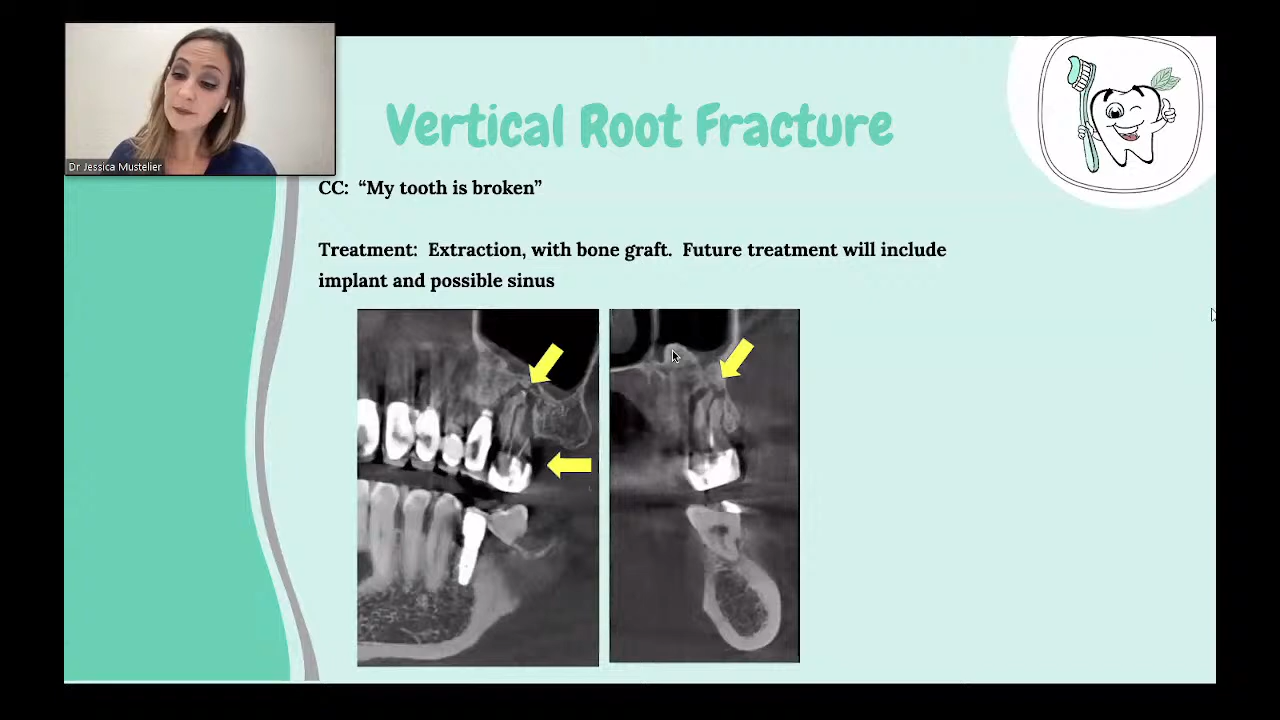 Vertical Root Fracture
Dr Jessica Mustelier
CC: “My tooth is broken”
Treatment: Extraction, with bone graft. Future treatment will include
implant and possible sinus